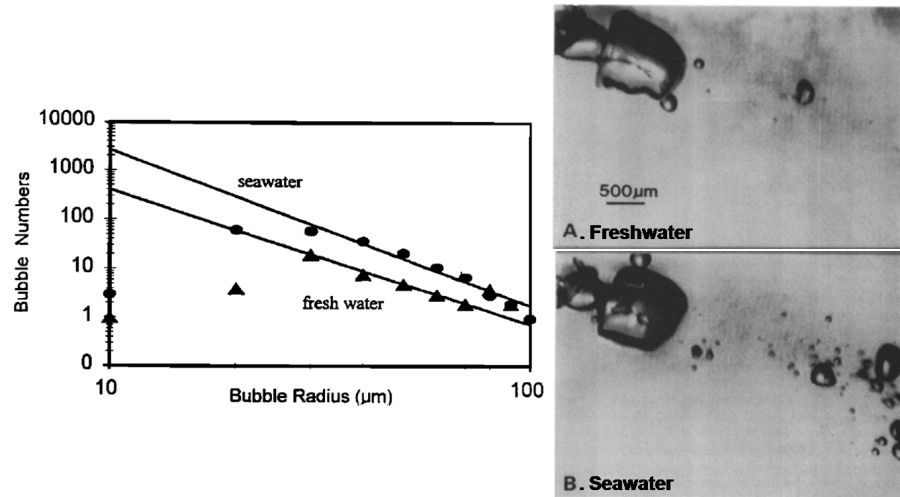 10000
1000
100
10
1
0
Bubble Numbers
seawater
fresh water
10
100
Bubble Radius (µm)
500µm
A. Freshwater
B. Seawater